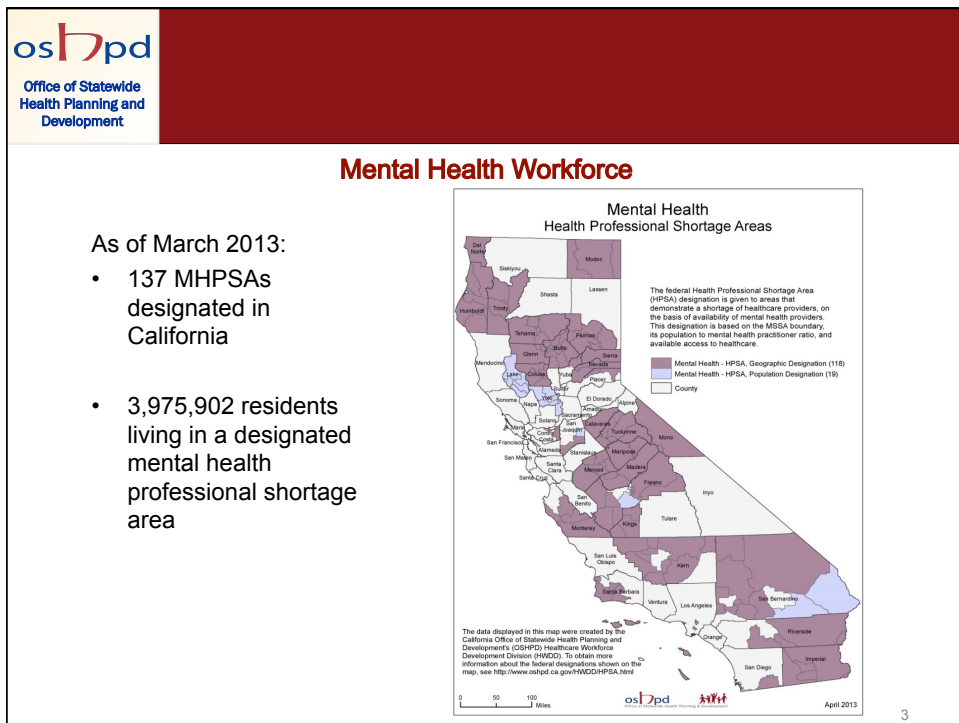 oshpd
Office of Statewide
Health Planning and
Development
Mental Health Workforce
As of March 2013:
• 137 MHPSAs
designated in
California
• 3,975,902 residents
living in a designated
mental health
professional shortage
area
Mental Health
Health Professional Shortage Areas
The federal Health Professional Shortage Area
(HPSA) designation is given to areas that
demonstrate a shortage of healthcare providers, on
the basis of availability of mental health providers.
This designation is based on the MSSA boundary,
its population to mental health practitioner ratio, and
available access to healthcare.
Mental Health - HPSA, Geographic Designation (118)
Mental Health - HPSA, Population Designation (19)
County
Del
Norte
Siskiyou
Modoc
Shasta
Lassen
Humboldt
Trinity
Tehama
Plumas
Butte
Glenn
Sierra
Nevada
Mendocino
Lake
Colusa
Yuba
Sutter
Placer
Sonoma
Napa
Yolo
El Dorado
Alpine
Sacramento
Amador
Solano
Marin
Contra
Costa
San
Joaquin
Calaveras
Tuolumne
Mono
San Francisco
Alameda
Stanislaus
Mariposa
San Mateo
Santa
Clara
Merced
Madera
Santa Cruz
Fresno
San
Benito
Inyo
Monterey
Kings
Tulare
San Luis
Obispo
Kern
Santa Barbara
Ventura
Los Angeles
San Bernardino
Orange
Riverside
San Diego
Imperial
The data displayed in this map were created by the
California Office of Statewide Health Planning and
Development's (OSHPD) Healthcare Workforce
Development Division (HWDD). To obtain more
information about the federal designations shown on the
map, see http://www.oshpd.ca.gov/HWDD/HPSA.html
0 50 100
Miles
oshpd
Office of Statewide Health Planning & Development
April 2013
3